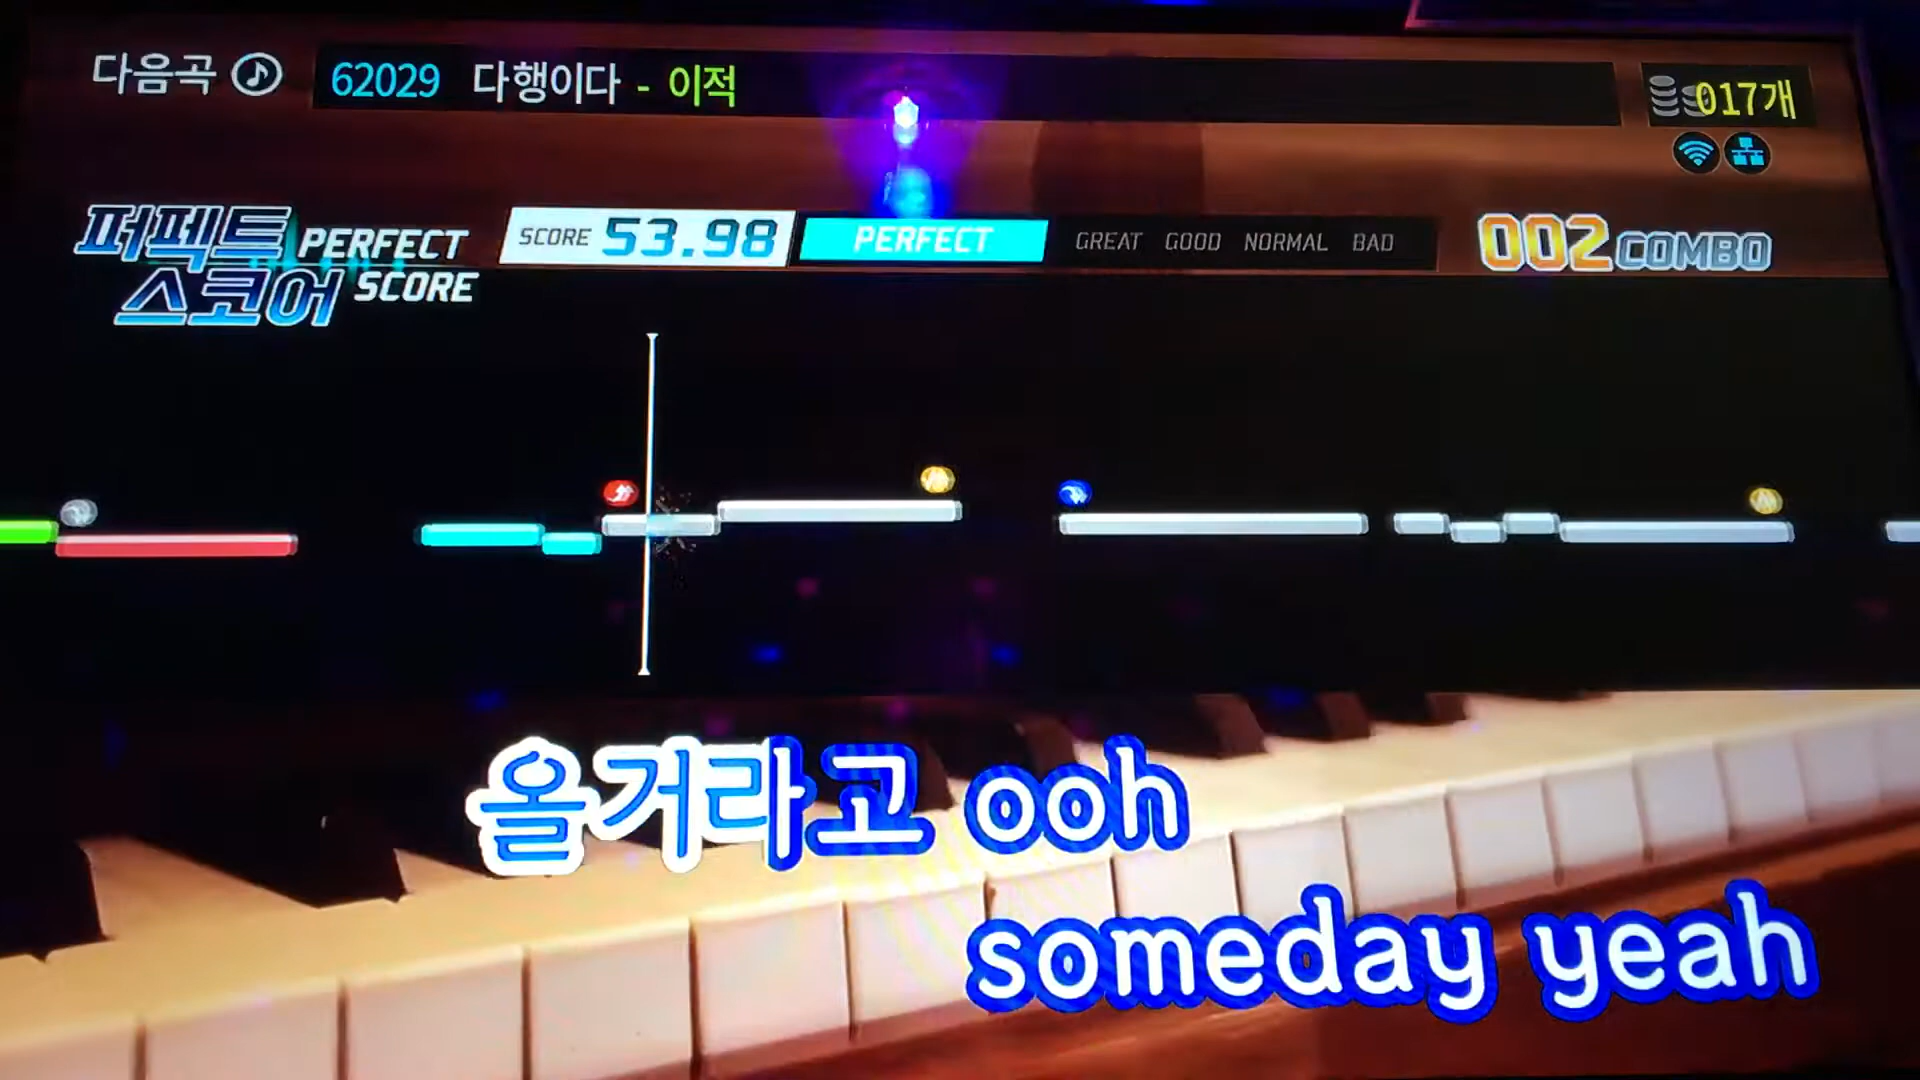 다음곡 62029 다행이다 - 이적 017개
퍼펙트 PERFECT
스코어 SCORE
SCORE 53.98 PERFECT GREAT GOOD NORMAL BAD 002 COMBO
올거라고 ooh
someday yeah